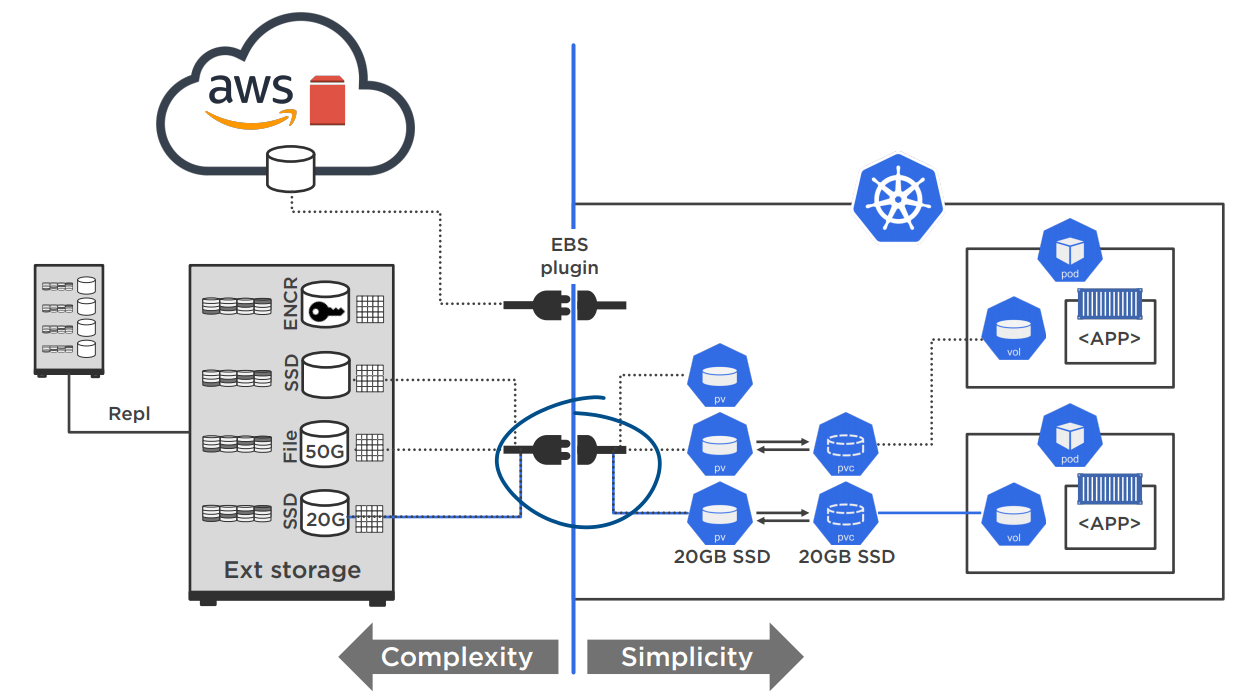 aws
EBS
plugin
pod
<APP>
vol
ENCR
SSD
File
50G
SSD
20G
Repl
Ext storage
pv
pv
pvc
pv
pvc
20GB SSD
20GB SSD
pod
<APP>
vol
Complexity
Simplicity